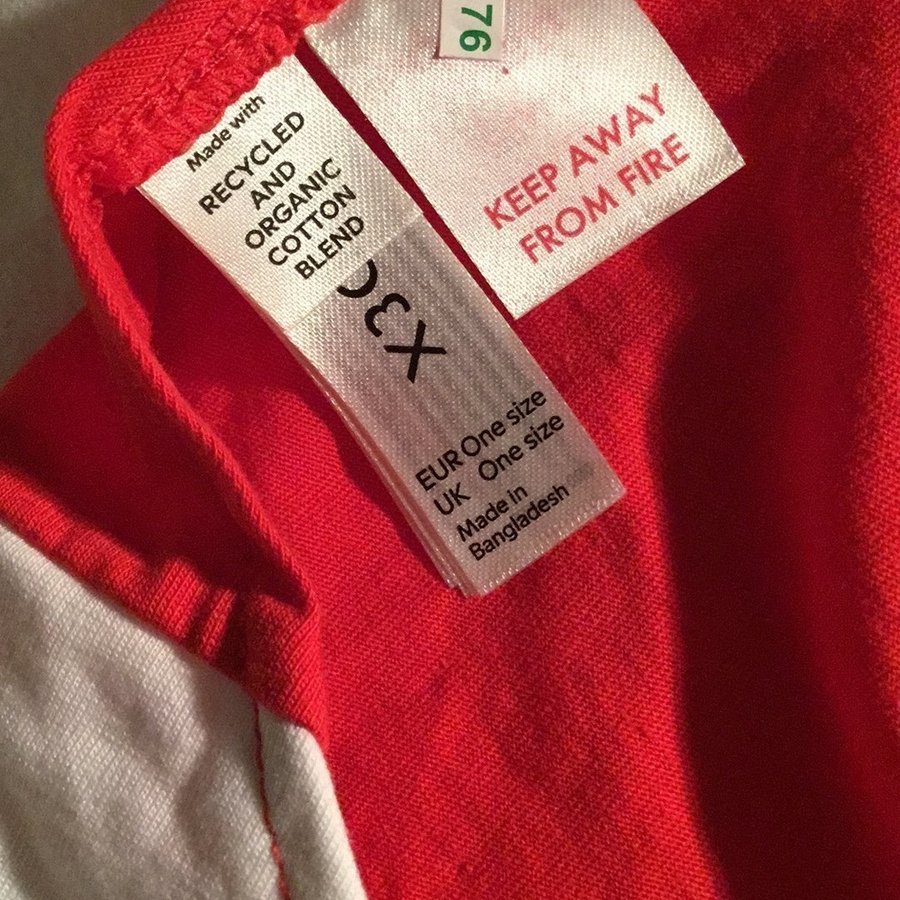 Made with
RECYCLED
AND
ORGANIC
COTTON
BLEND
EUR One size
UK One size
Made in
Bangladesh
76
KEEP AWAY
FROM FIRE